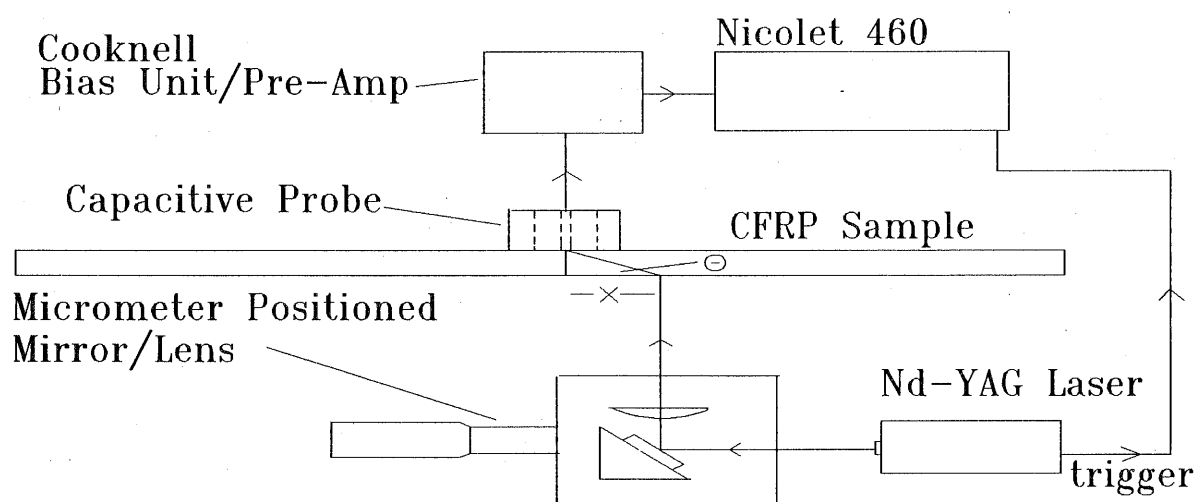 Cooknell
Bias Unit/Pre-Amp
Nicolet 460
Capacitive Probe
CFRP Sample
Θ
X
Micrometer Positioned
Mirror/Lens
Nd-YAG Laser
trigger